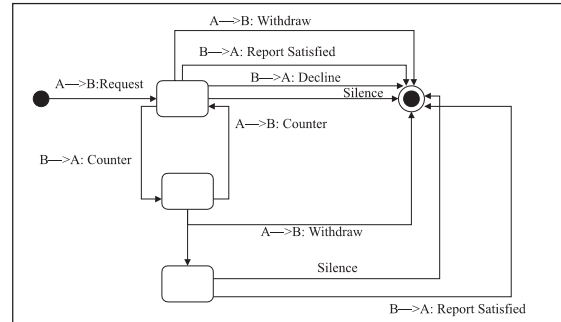 A—>B: Withdraw
B—>A: Report Satisfied
B—>A: Decline
A—>B:Request
Silence
A—>B: Counter
B—>A: Counter
A—>B: Withdraw
Silence
B—>A: Report Satisfied